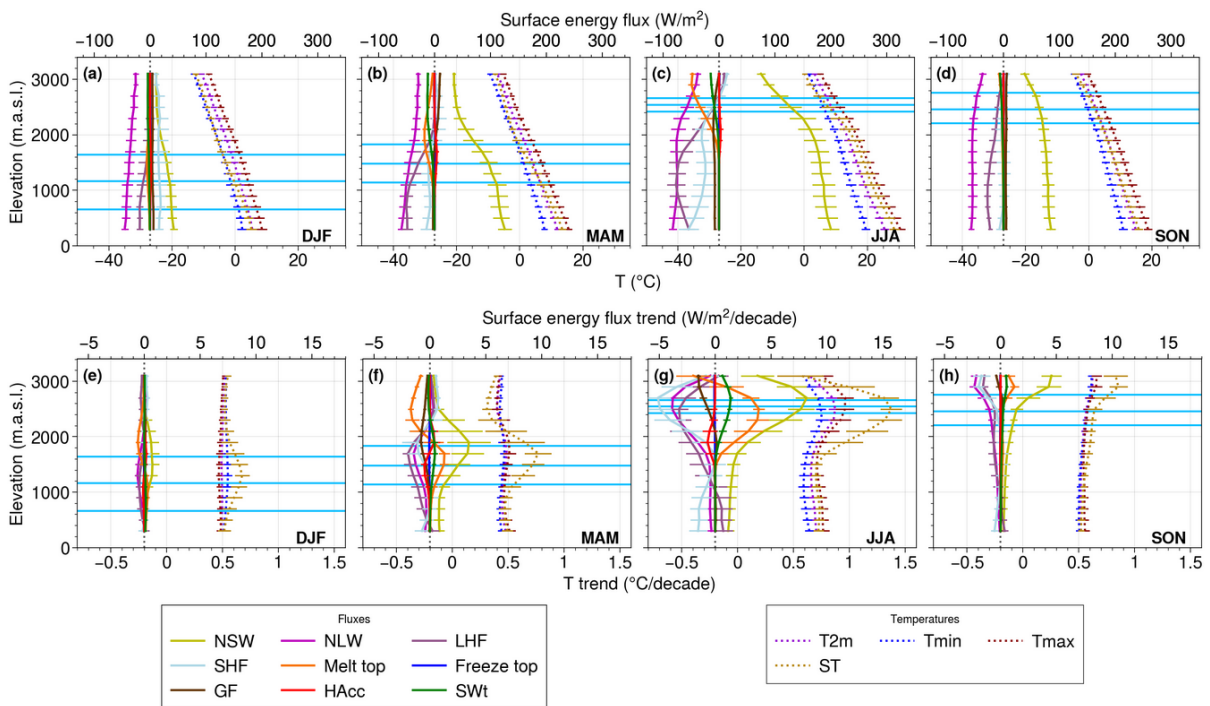 Surface energy flux (W/m²)
−100 0 100 200 300 −100 0 100 200 300 −100 0 100 200 300 −100 0 100 200 300
(a) (b) (c) (d)
Elevation (m.a.s.l.)
3000
2000
1000
0
DJF MAM JJA SON
−40 −20 0 20 −60 −40 −20 0 20 −40 −20 0 20 −60 −40 −20 0 20
T (°C)
Surface energy flux trend (W/m²/decade)
−5 0 5 10 15 −5 0 5 10 15 −5 0 5 10 15 −5 0 5 10 15
(e) (f) (g) (h)
Elevation (m.a.s.l.)
3000
2000
1000
0
DJF MAM JJA SON
−0.5 0 0.5 1 1.5 −0.5 0 0.5 1 1.5 −0.5 0 0.5 1 1.5 −0.5 0 0.5 1 1.5
T trend (°C/decade)
Fluxes
NSW NLW LHF
SHF Melt top Freeze top
GF HAcc SWt
Temperatures
T2m Tmin Tmax
ST